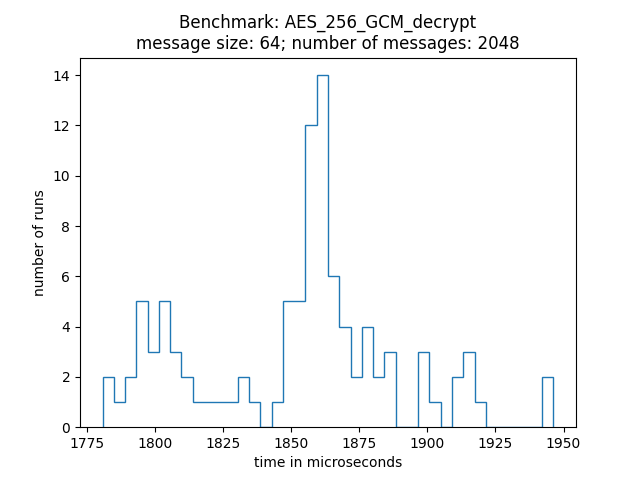 Benchmark: AES_256_GCM_decrypt
message size: 64; number of messages: 2048
14
12
10
8
6
4
2
0
number of runs
1775 1800 1825 1850 1875 1900 1925 1950
time in microseconds